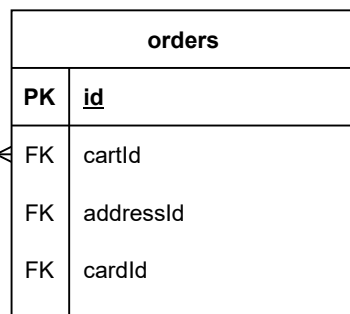 orders
PK id
FK cartId
FK addressId
FK cardId